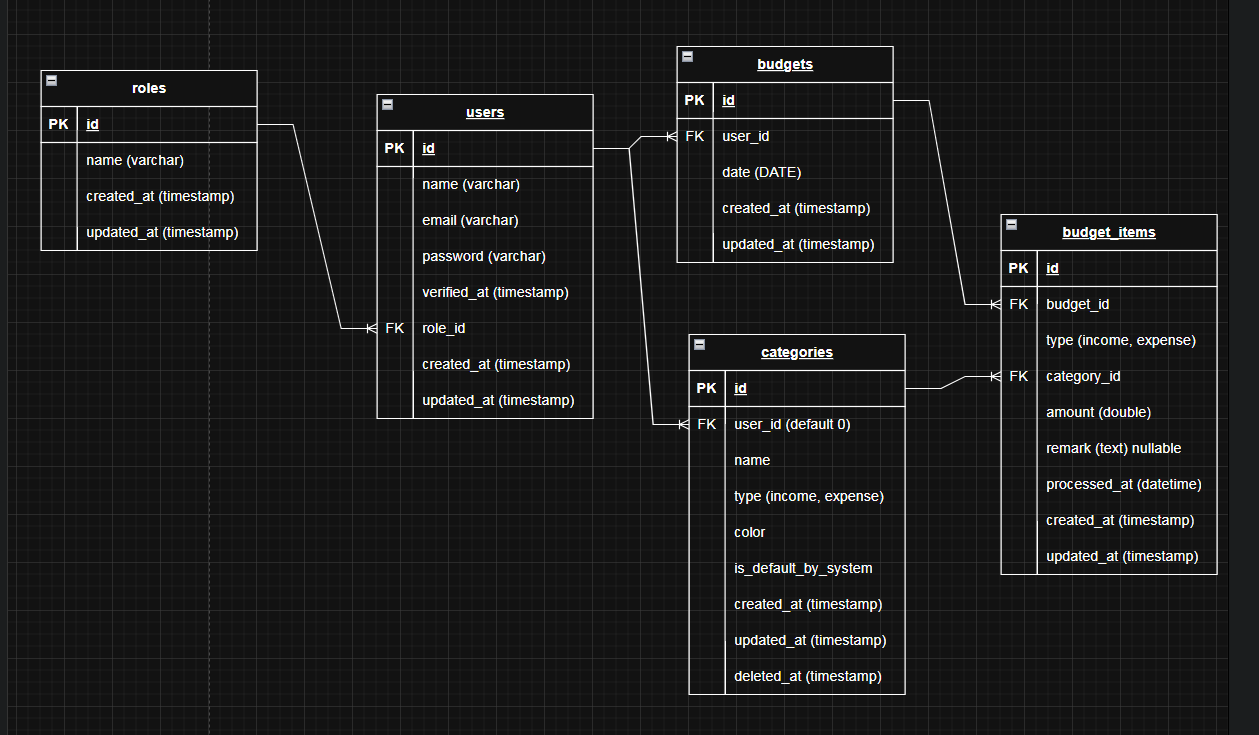 roles
PK id
name (varchar)
created_at (timestamp)
updated_at (timestamp)
users
PK id
name (varchar)
email (varchar)
password (varchar)
verified_at (timestamp)
FK role_id
created_at (timestamp)
updated_at (timestamp)
budgets
PK id
FK user_id
date (DATE)
created_at (timestamp)
updated_at (timestamp)
categories
PK id
FK user_id (default 0)
name
type (income, expense)
color
is_default_by_system
created_at (timestamp)
updated_at (timestamp)
deleted_at (timestamp)
budget_items
PK id
FK budget_id
type (income, expense)
FK category_id
amount (double)
remark (text) nullable
processed_at (datetime)
created_at (timestamp)
updated_at (timestamp)